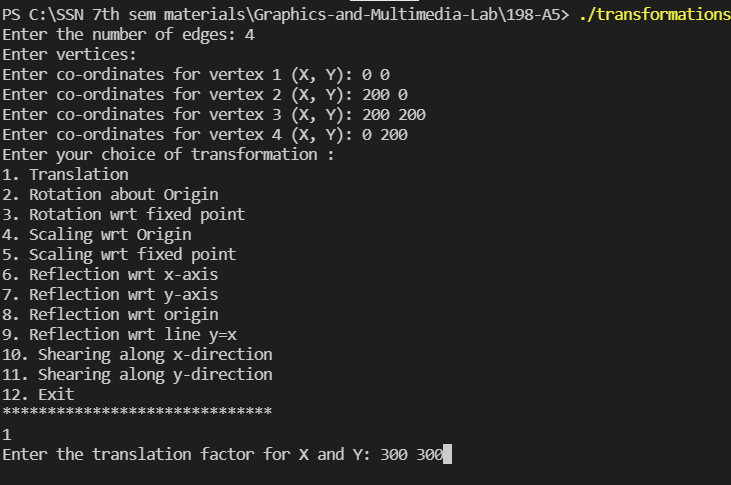 PS C:\SSN 7th sem materials\Graphics-and-Multimedia-Lab\198-A5> ./transformations
Enter the number of edges: 4
Enter vertices:
Enter co-ordinates for vertex 1 (X, Y): 0 0
Enter co-ordinates for vertex 2 (X, Y): 200 0
Enter co-ordinates for vertex 3 (X, Y): 200 200
Enter co-ordinates for vertex 4 (X, Y): 0 200
Enter your choice of transformation :
1. Translation
2. Rotation about Origin
3. Rotation wrt fixed point
4. Scaling wrt Origin
5. Scaling wrt fixed point
6. Reflection wrt x-axis
7. Reflection wrt y-axis
8. Reflection wrt origin
9. Reflection wrt line y=x
10. Shearing along x-direction
11. Shearing along y-direction
12. Exit
******************************
1
Enter the translation factor for X and Y: 300 300